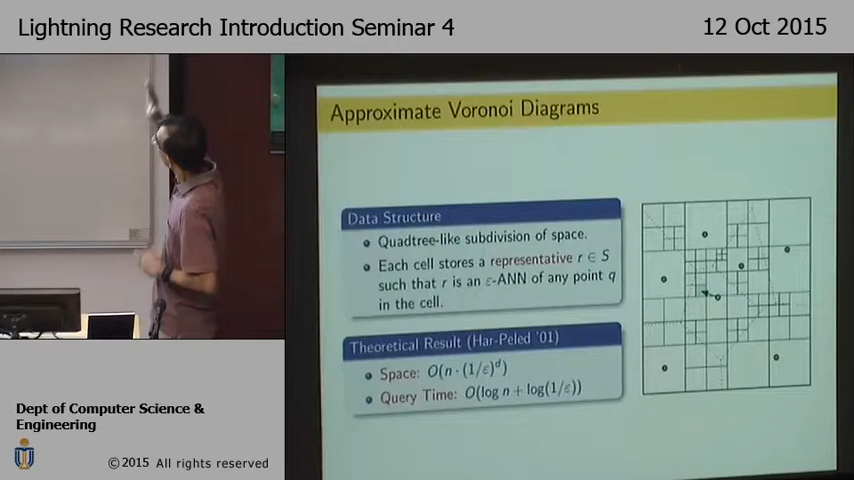 Lightning Research Introduction Seminar 4
12 Oct 2015
Approximate Voronoi Diagrams
Data Structure
Quadtree-like subdivision of space.
Each cell stores a representative r ∈ S
such that r is an ε-ANN of any point q
in the cell.
Theoretical Result (Har-Peled '01)
Space: O(n · (1/ε)^d)
Query Time: O(log n + log(1/ε))
Dept of Computer Science &
Engineering
© 2015 All rights reserved